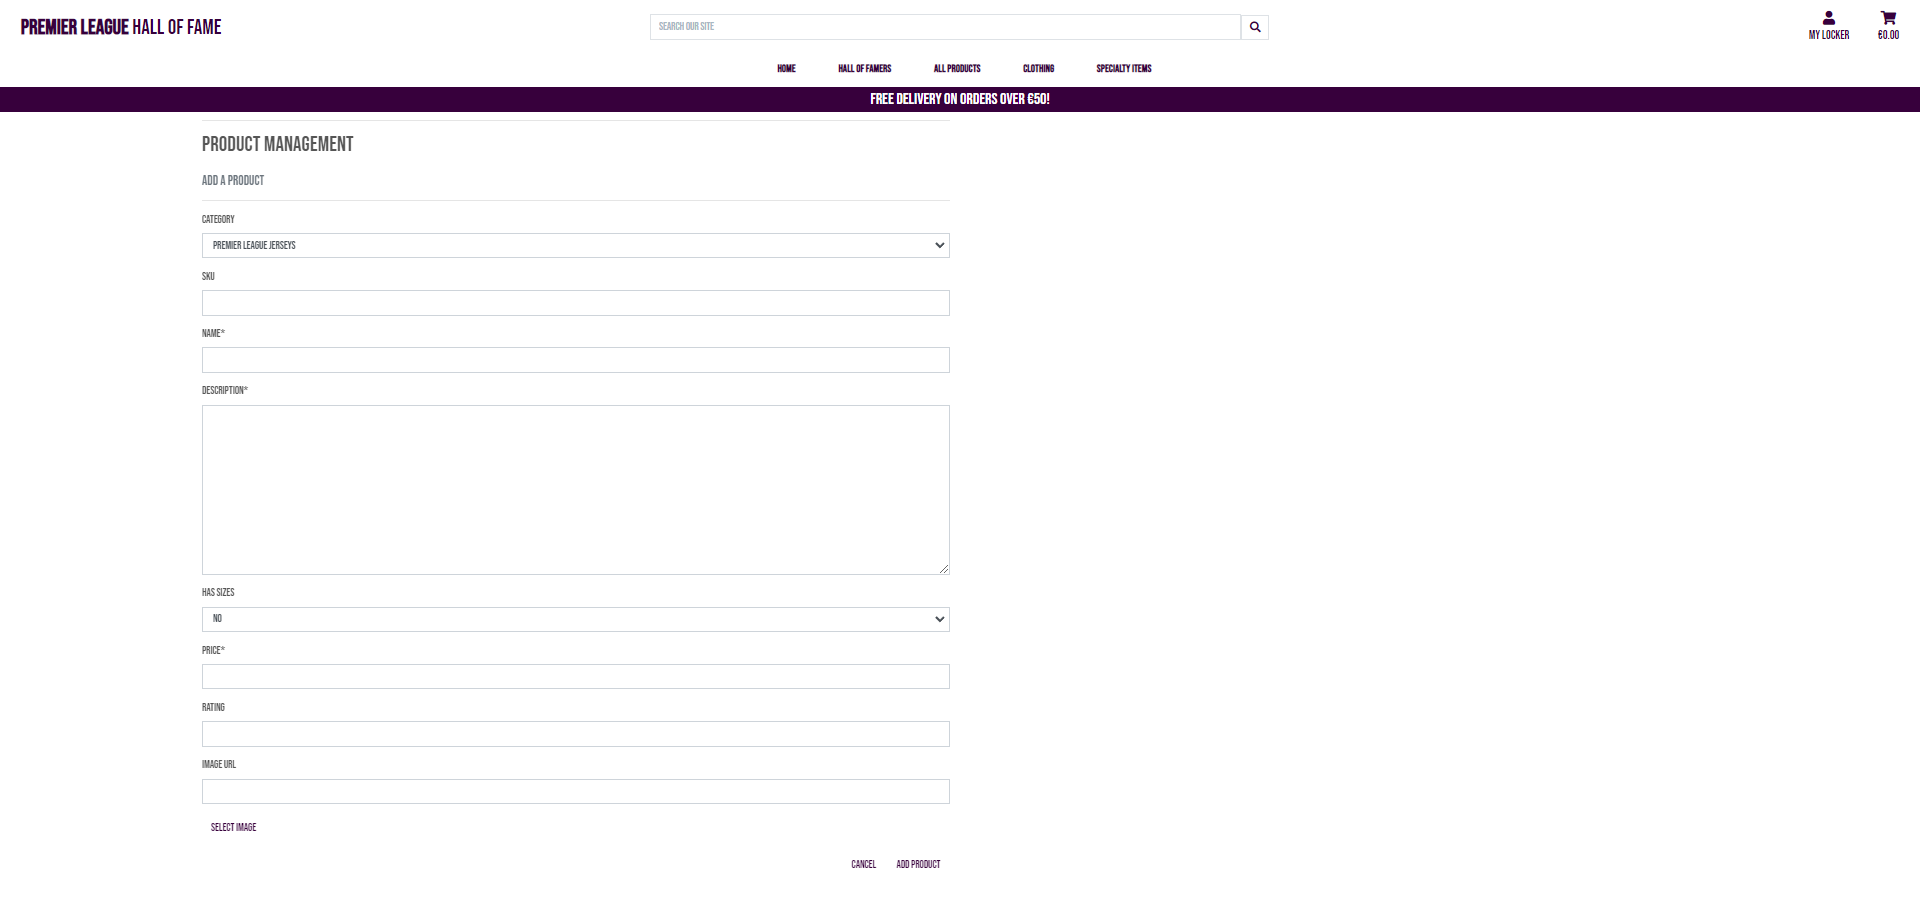 PREMIER LEAGUE HALL OF FAME
SEARCH OUR SITE
MY LOCKER
€0.00
HOME
HALL OF FAMERS
ALL PRODUCTS
CLOTHING
SPECIALTY ITEMS
FREE DELIVERY ON ORDERS OVER €50!
PRODUCT MANAGEMENT
ADD A PRODUCT
CATEGORY
PREMIER LEAGUE JERSEYS
SKU
NAME*
DESCRIPTION*
HAS SIZES
NO
PRICE*
RATING
IMAGE URL
SELECT IMAGE
CANCEL
ADD PRODUCT